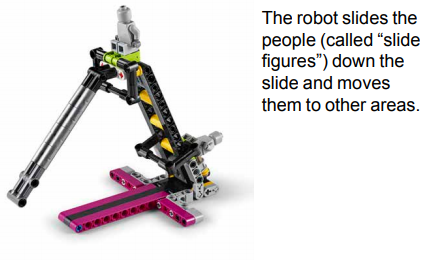 The robot slides the
people (called “slide
figures”) down the
slide and moves
them to other areas.